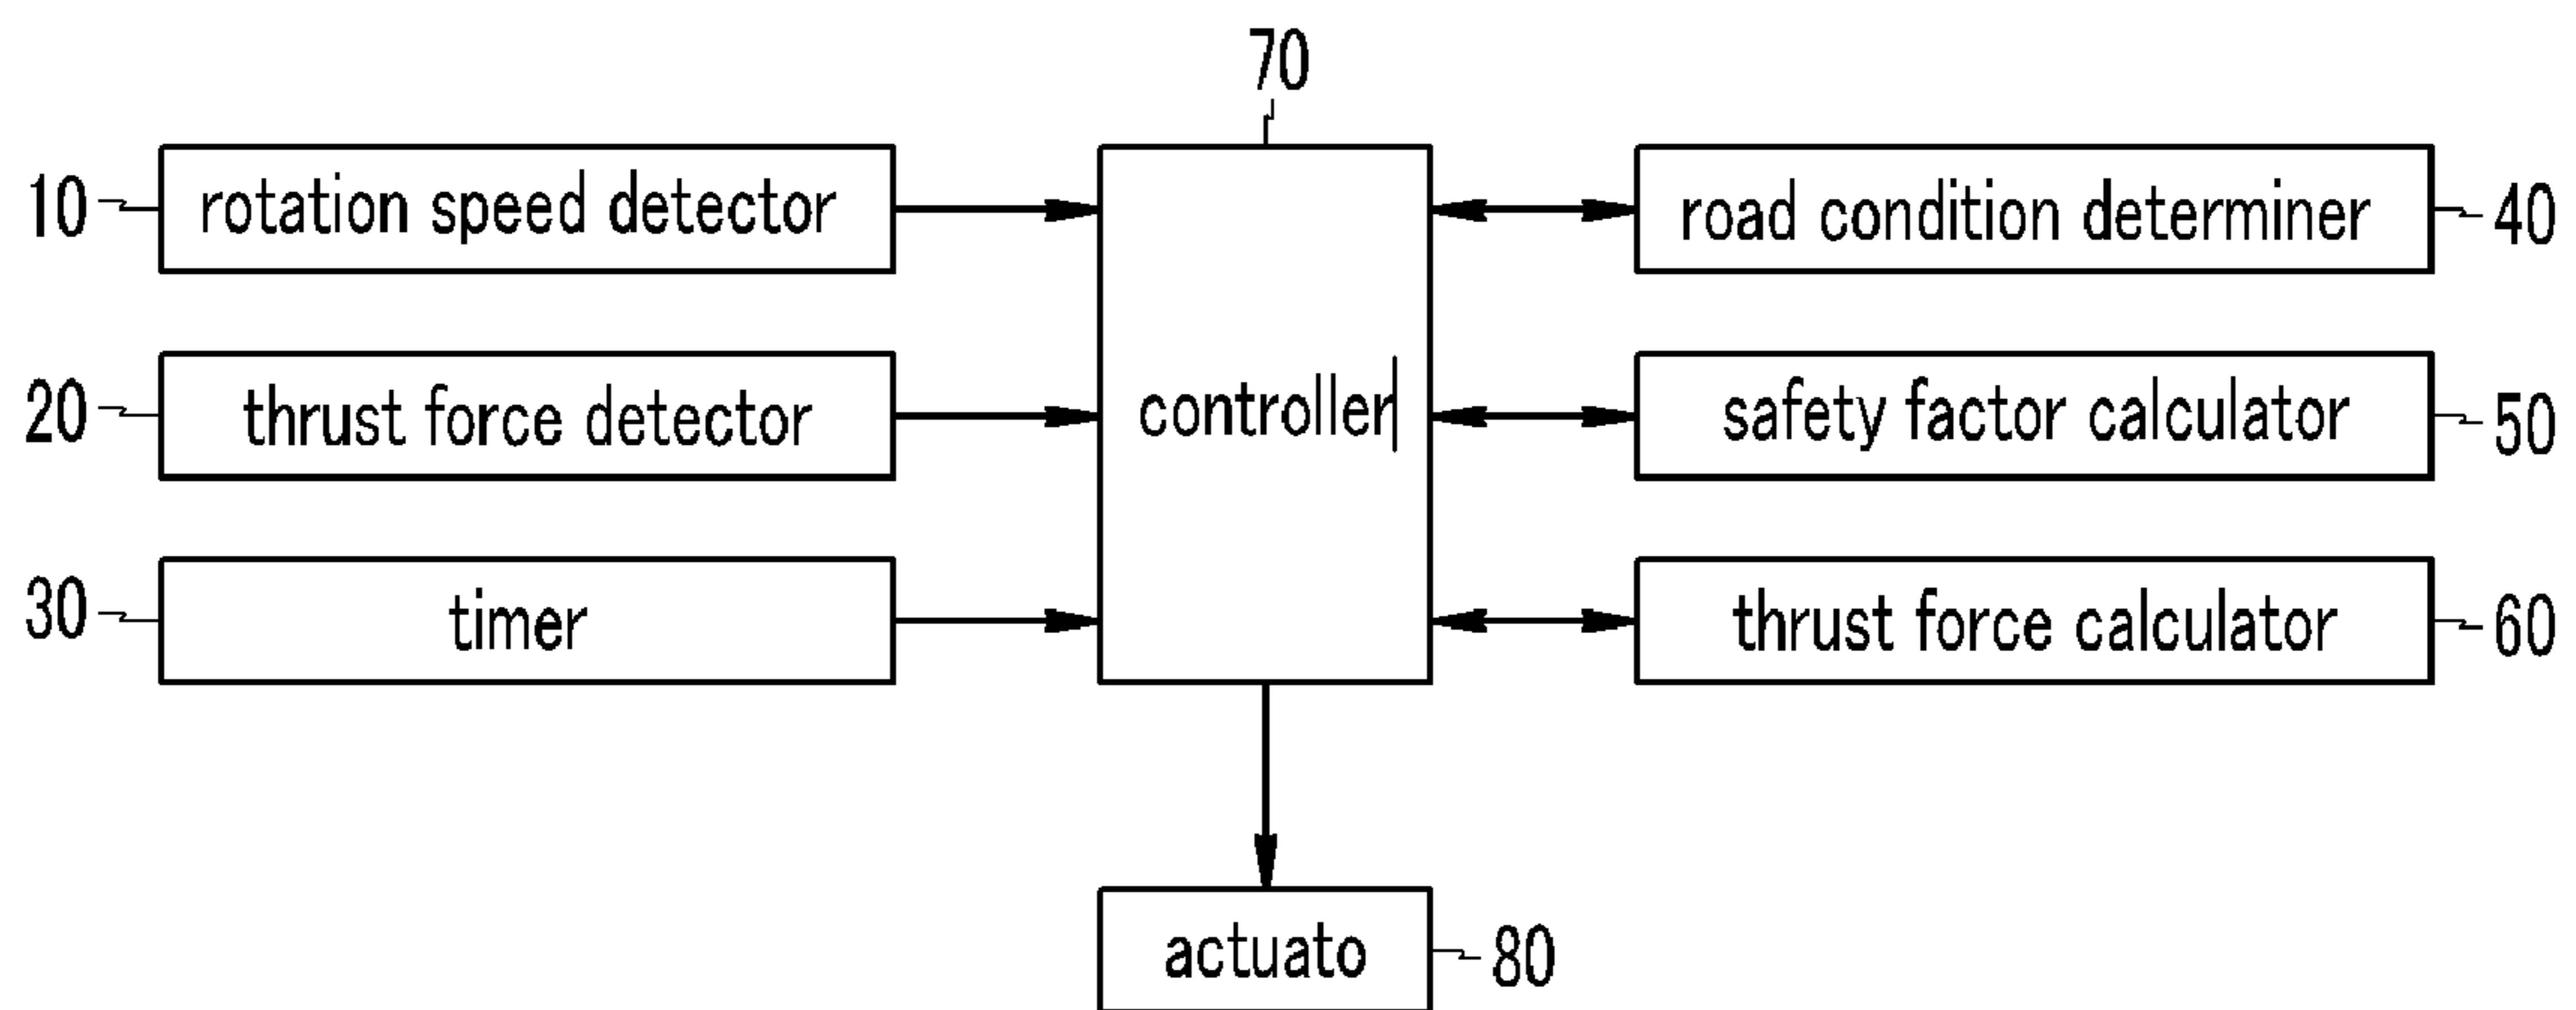 70
10 rotation speed detector
road condition determiner 40
20 thrust force detector
controller
safety factor calculator 50
30 timer
thrust force calculator 60
actuato 80